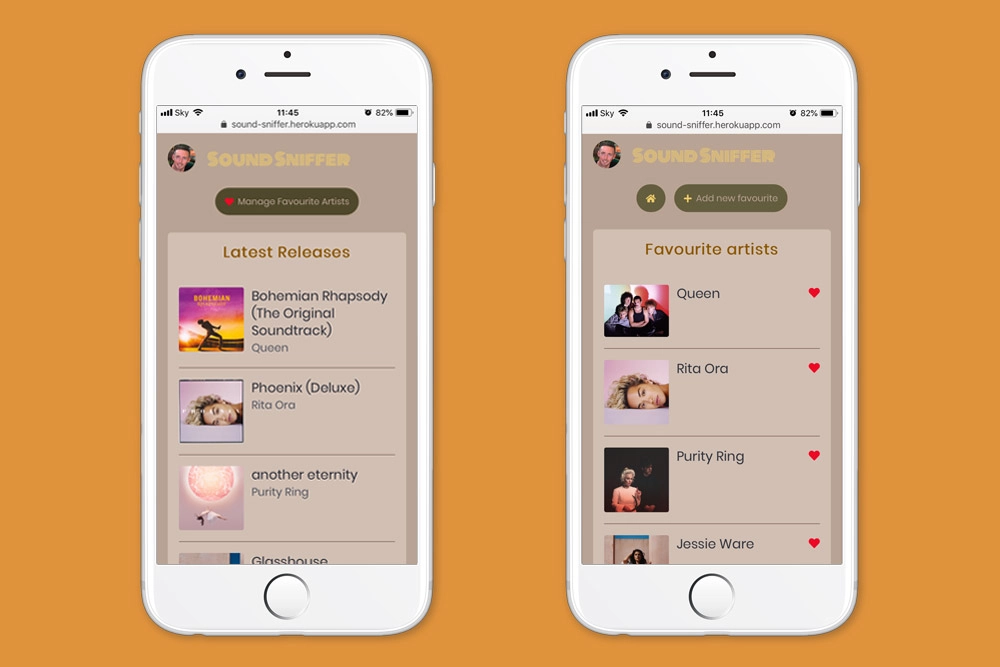 Sky 11:45 82%
sound-sniffer.herokuapp.com
SOUND SNIFFER
Manage Favourite Artists
Latest Releases
BOHEMIAN
Bohemian Rhapsody
(The Original
Soundtrack)
Queen
Phoenix (Deluxe)
Rita Ora
another eternity
Purity Ring
Glasshouse
Sky 11:45 82%
sound-sniffer.herokuapp.com
SOUND SNIFFER
Add new favourite
Favourite artists
Queen
Rita Ora
Purity Ring
Jessie Ware